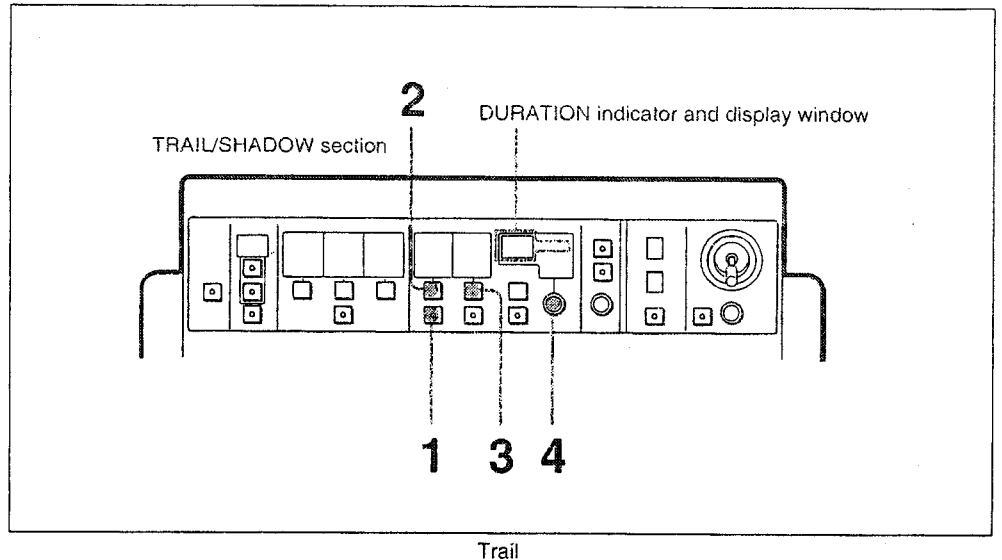 2
DURATION indicator and display window
TRAIL/SHADOW section
1 3 4
Trail